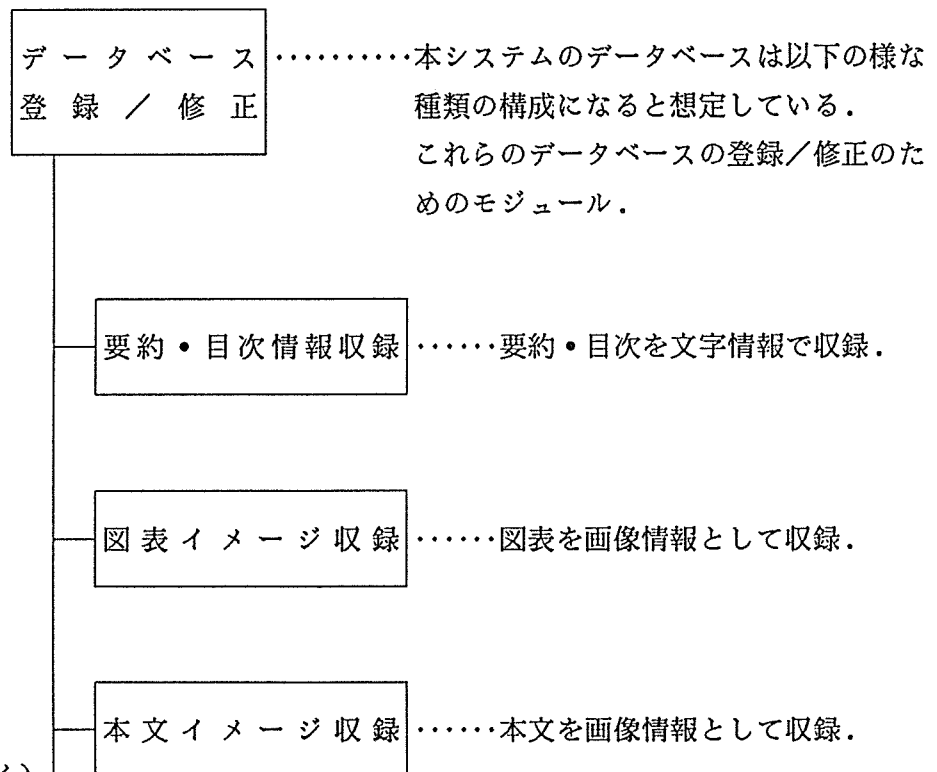 データベース登録／修正‥‥‥‥‥本システムのデータベースは以下の様な
種類の構成になると想定している.
これらのデータベースの登録／修正のた
めのモジュール.
要約・目次情報収録‥‥‥要約・目次を文字情報で収録.
図表イメージ収録‥‥‥図表を画像情報として収録.
本文イメージ収録‥‥‥本文を画像情報として収録.